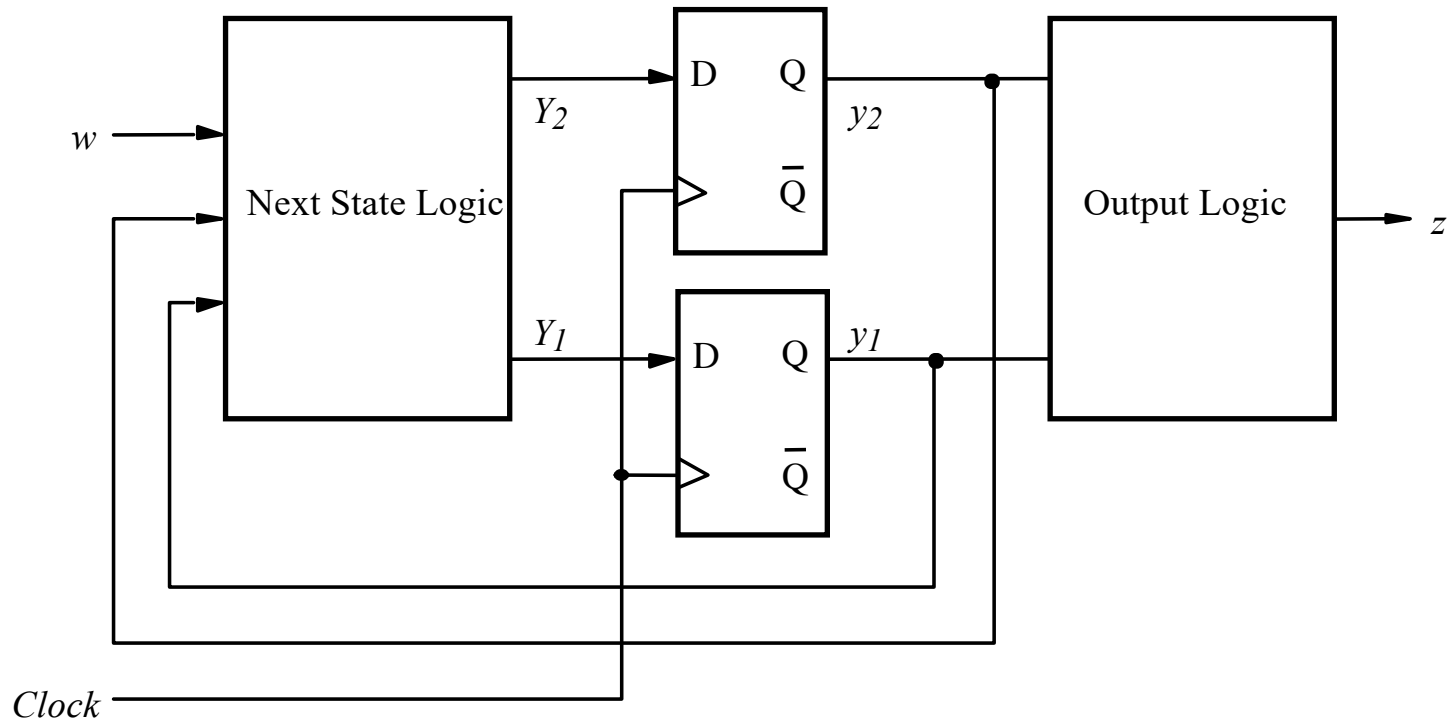 w
Next State Logic
Y2
Y1
D Q
Q̅
y2
D Q
Q̅
y1
Output Logic
z
Clock